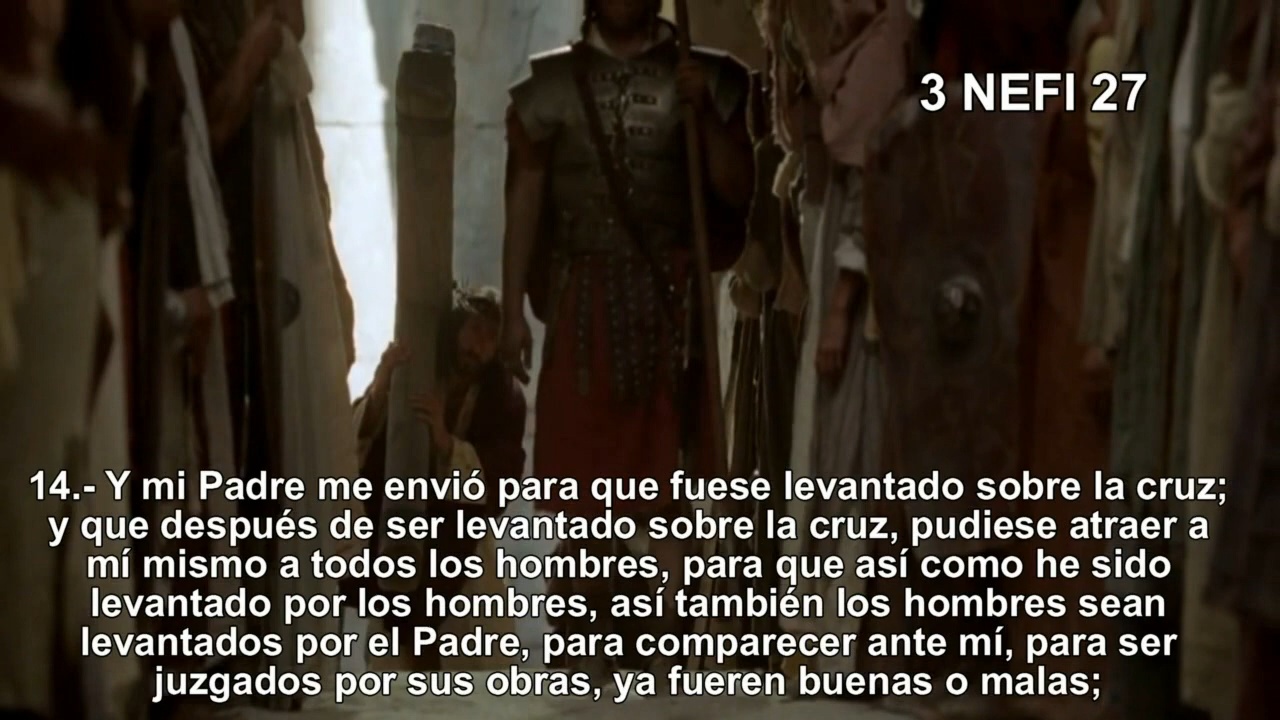 3 NEFI 27
14.- Y mi Padre me envió para que fuese levantado sobre la cruz;
y que después de ser levantado sobre la cruz, pudiese atraer a
mí mismo a todos los hombres, para que así como he sido
levantado por los hombres, así también los hombres sean
levantados por el Padre, para comparecer ante mí, para ser
juzgados por sus obras, ya fueren buenas o malas;